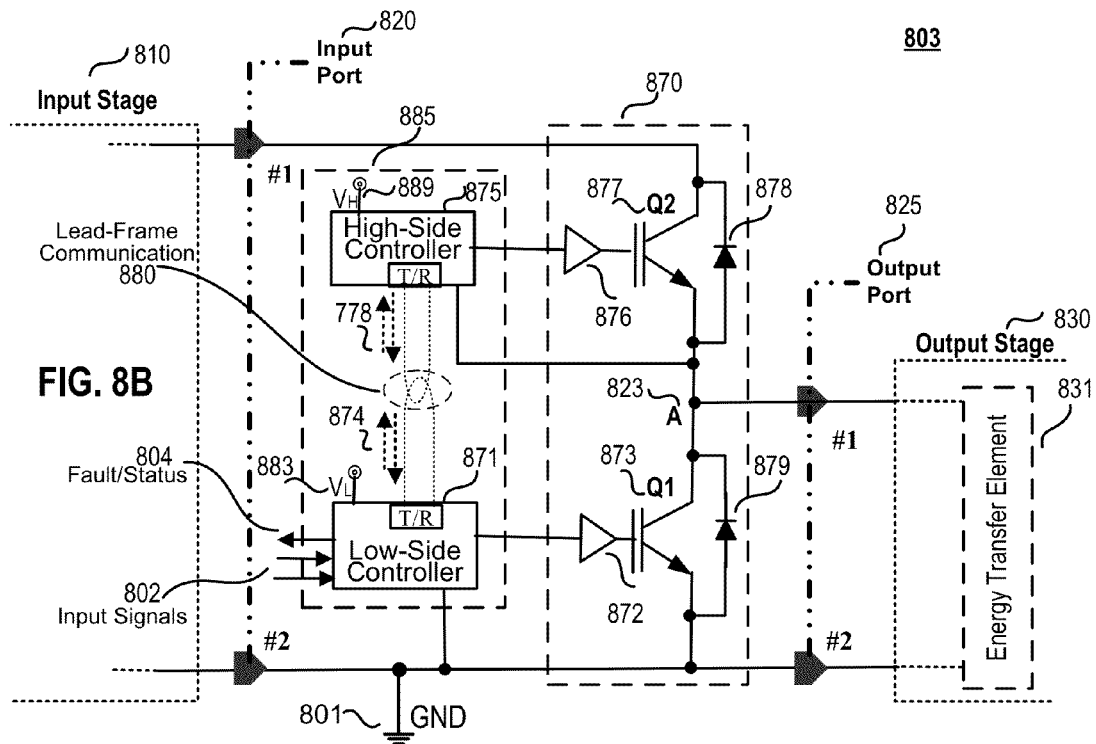 820
Input
Port
803
810
Input Stage
870
885
#1
VH
889
875
877
Q2
878
825
Lead-Frame
Communication
880
High-Side
Controller
T/R
Output
Port
876
778
830
Output Stage
FIG. 8B
823
A
831
874
#1
804
Fault/Status
883
VL
871
873
Q1
879
T/R
Low-Side
Controller
802
Input Signals
872
Energy Transfer Element
#2
#2
801
GND